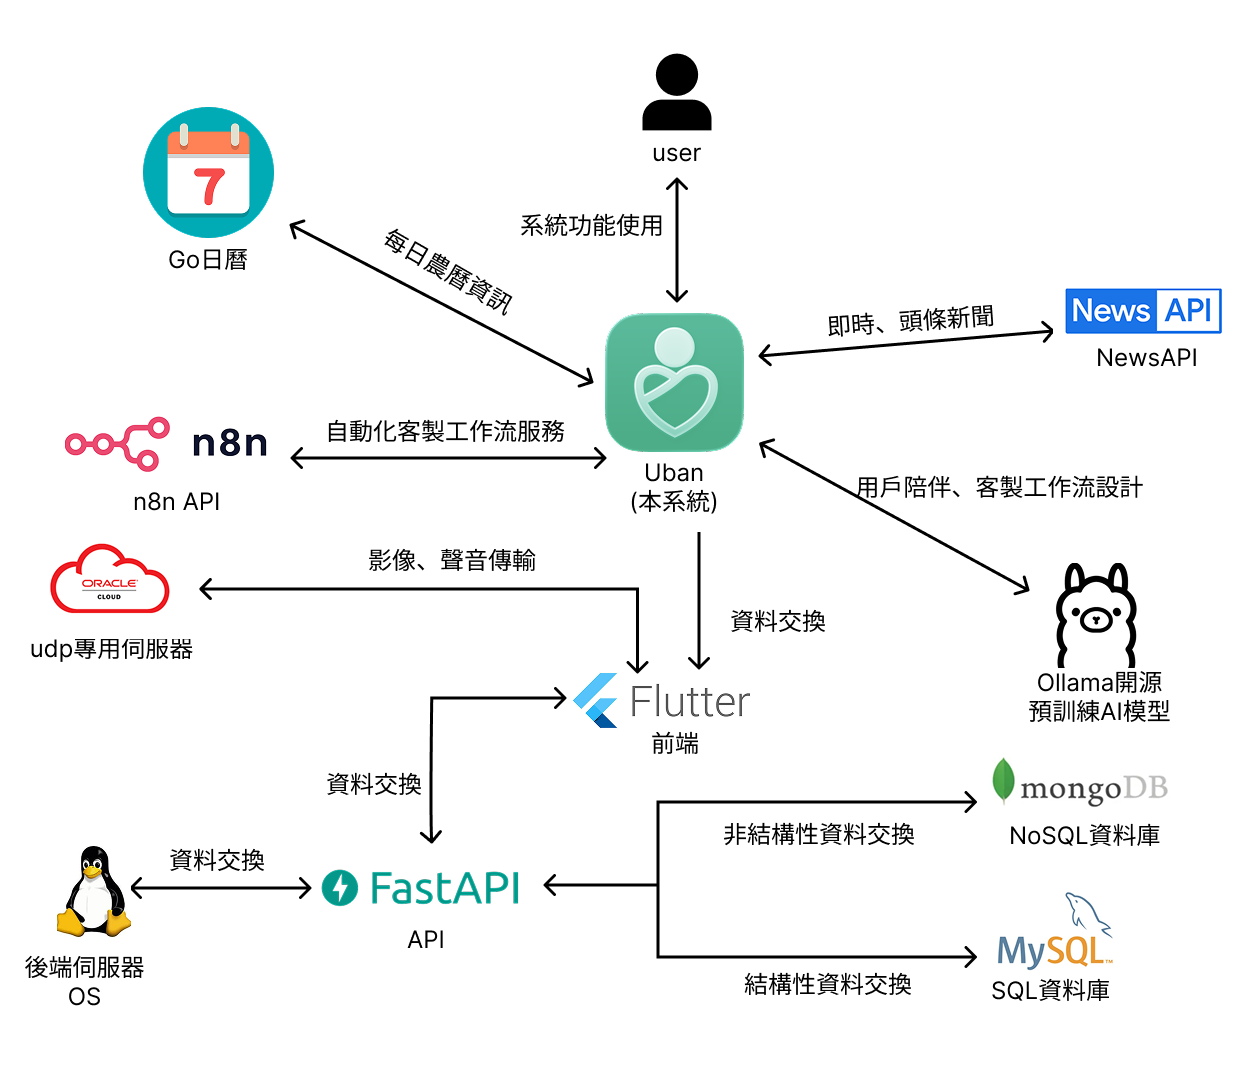 user
系統功能使用
7
Go日曆
每日農曆資訊
News API
NewsAPI
即時、頭條新聞
n8n
n8n API
自動化客製工作流服務
Uban
(本系統)
用戶陪伴、客製工作流設計
ORACLE
CLOUD
udp專用伺服器
影像、聲音傳輸
資料交換
Ollama開源
預訓練AI模型
Flutter
前端
資料交換
mongoDB
NoSQL資料庫
非結構性資料交換
資料交換
FastAPI
API
後端伺服器
OS
MySQL™
SQL資料庫
結構性資料交換